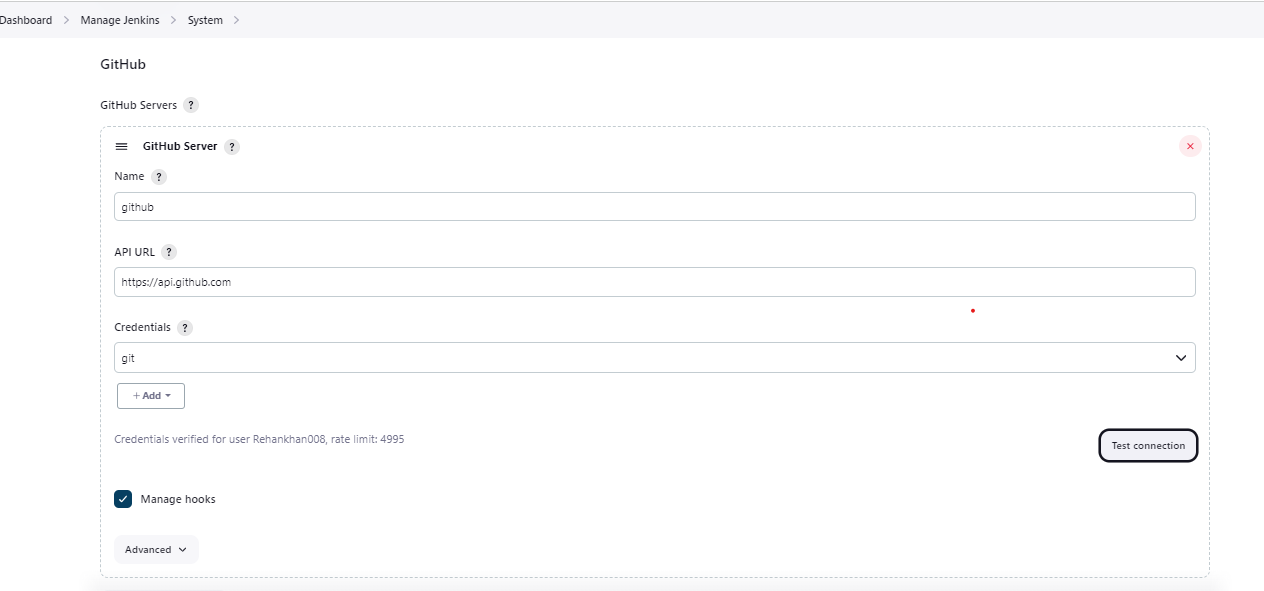 Dashboard > Manage Jenkins > System >
GitHub
GitHub Servers ?
GitHub Server ?
Name ?
github
API URL ?
https://api.github.com
Credentials ?
git
+ Add
Credentials verified for user Rehankhan008, rate limit: 4995
Test connection
Manage hooks
Advanced